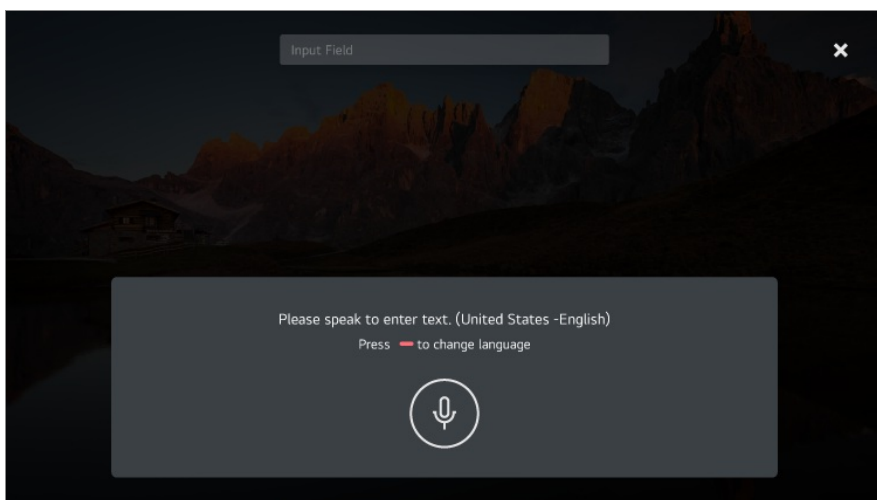 Input Field
Please speak to enter text. (United States -English)
Press to change language